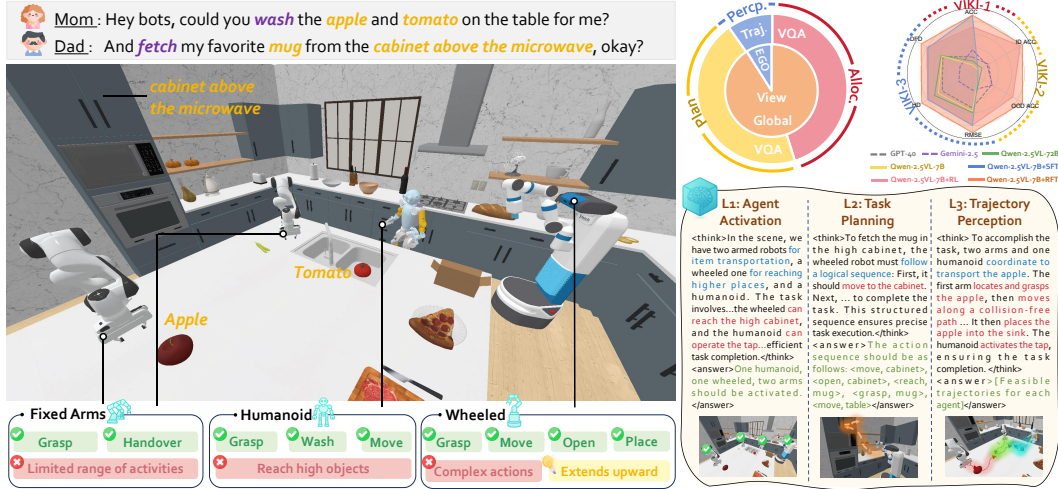 Mom : Hey bots, could you wash the apple and tomato on the table for me?
Dad : And fetch my favorite mug from the cabinet above the microwave, okay?
cabinet above
the microwave
Tomato
Apple
• Fixed Arms
Grasp
Handover
Limited range of activities
• Humanoid
Grasp
Wash
Move
Reach high objects
• Wheeled
Grasp
Move
Open
Place
Complex actions
Extends upward
Percp.
Traj.
VQA
EGO
View
Global
VQA
Plan
Alloc.
VIKI-1
VIKI-2
VIKI-3
ACC
ID ACC
OOD ACC
RMSE
HD
DFD
GPT-4o
Gemini-2.5
Qwen-2.5VL-72B
Qwen-2.5VL-7B
Qwen-2.5VL-7B+SFT
Qwen-2.5VL-7B+RL
Qwen-2.5VL-7B+RFT
L1: Agent
Activation
<think>In the scene, we
have two armed robots for
item transportation, a
wheeled one for reaching
higher places, and a
humanoid. The task
involves...the wheeled can
reach the high cabinet,
and the humanoid can
operate the tap...efficient
task completion.</think>
<answer>One humanoid,
one wheeled, two arms
should be activated.
</answer>
L2: Task
Planning
<think>To fetch the mug in
the high cabinet, the
wheeled robot must follow
a logical sequence: First, it
should move to the cabinet.
Next, ... to complete the
task. This structured
sequence ensures precise
task execution.</think>
<answer>The action
sequence should be as
follows: <move, cabinet>,
<open, cabinet>, <reach,
mug>, <grasp, mug>,
<move, table></answer>
L3: Trajectory
Perception
<think> To accomplish the
task, two arms and one
humanoid coordinate to
transport the apple. The
first arm locates and grasps
the apple, then moves
along a collision-free
path ... It then places the
apple into the sink. The
humanoid activates the tap,
ensuring the task
completion. </think>
<answer>[Feasible
trajectories for each
agent]</answer>